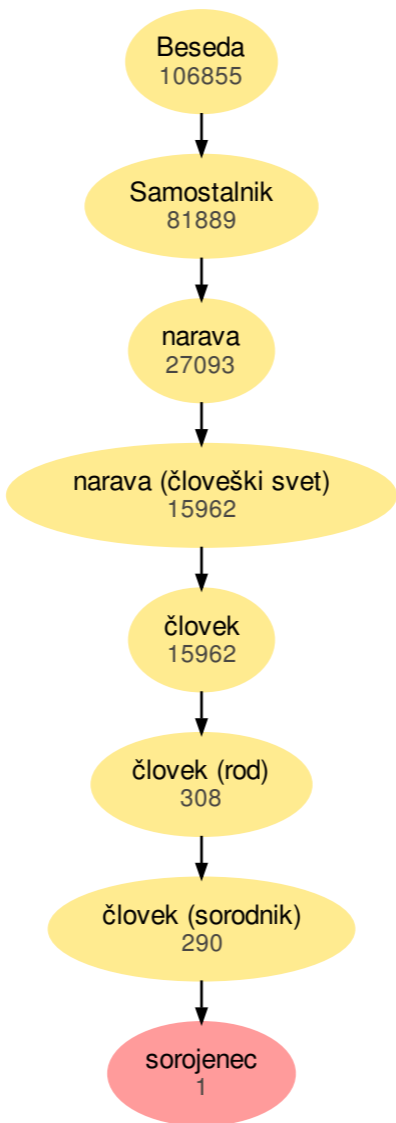 Beseda
106855
Samostalnik
81889
narava
27093
narava (človeški svet)
15962
človek
15962
človek (rod)
308
človek (sorodnik)
290
sorojenec
1